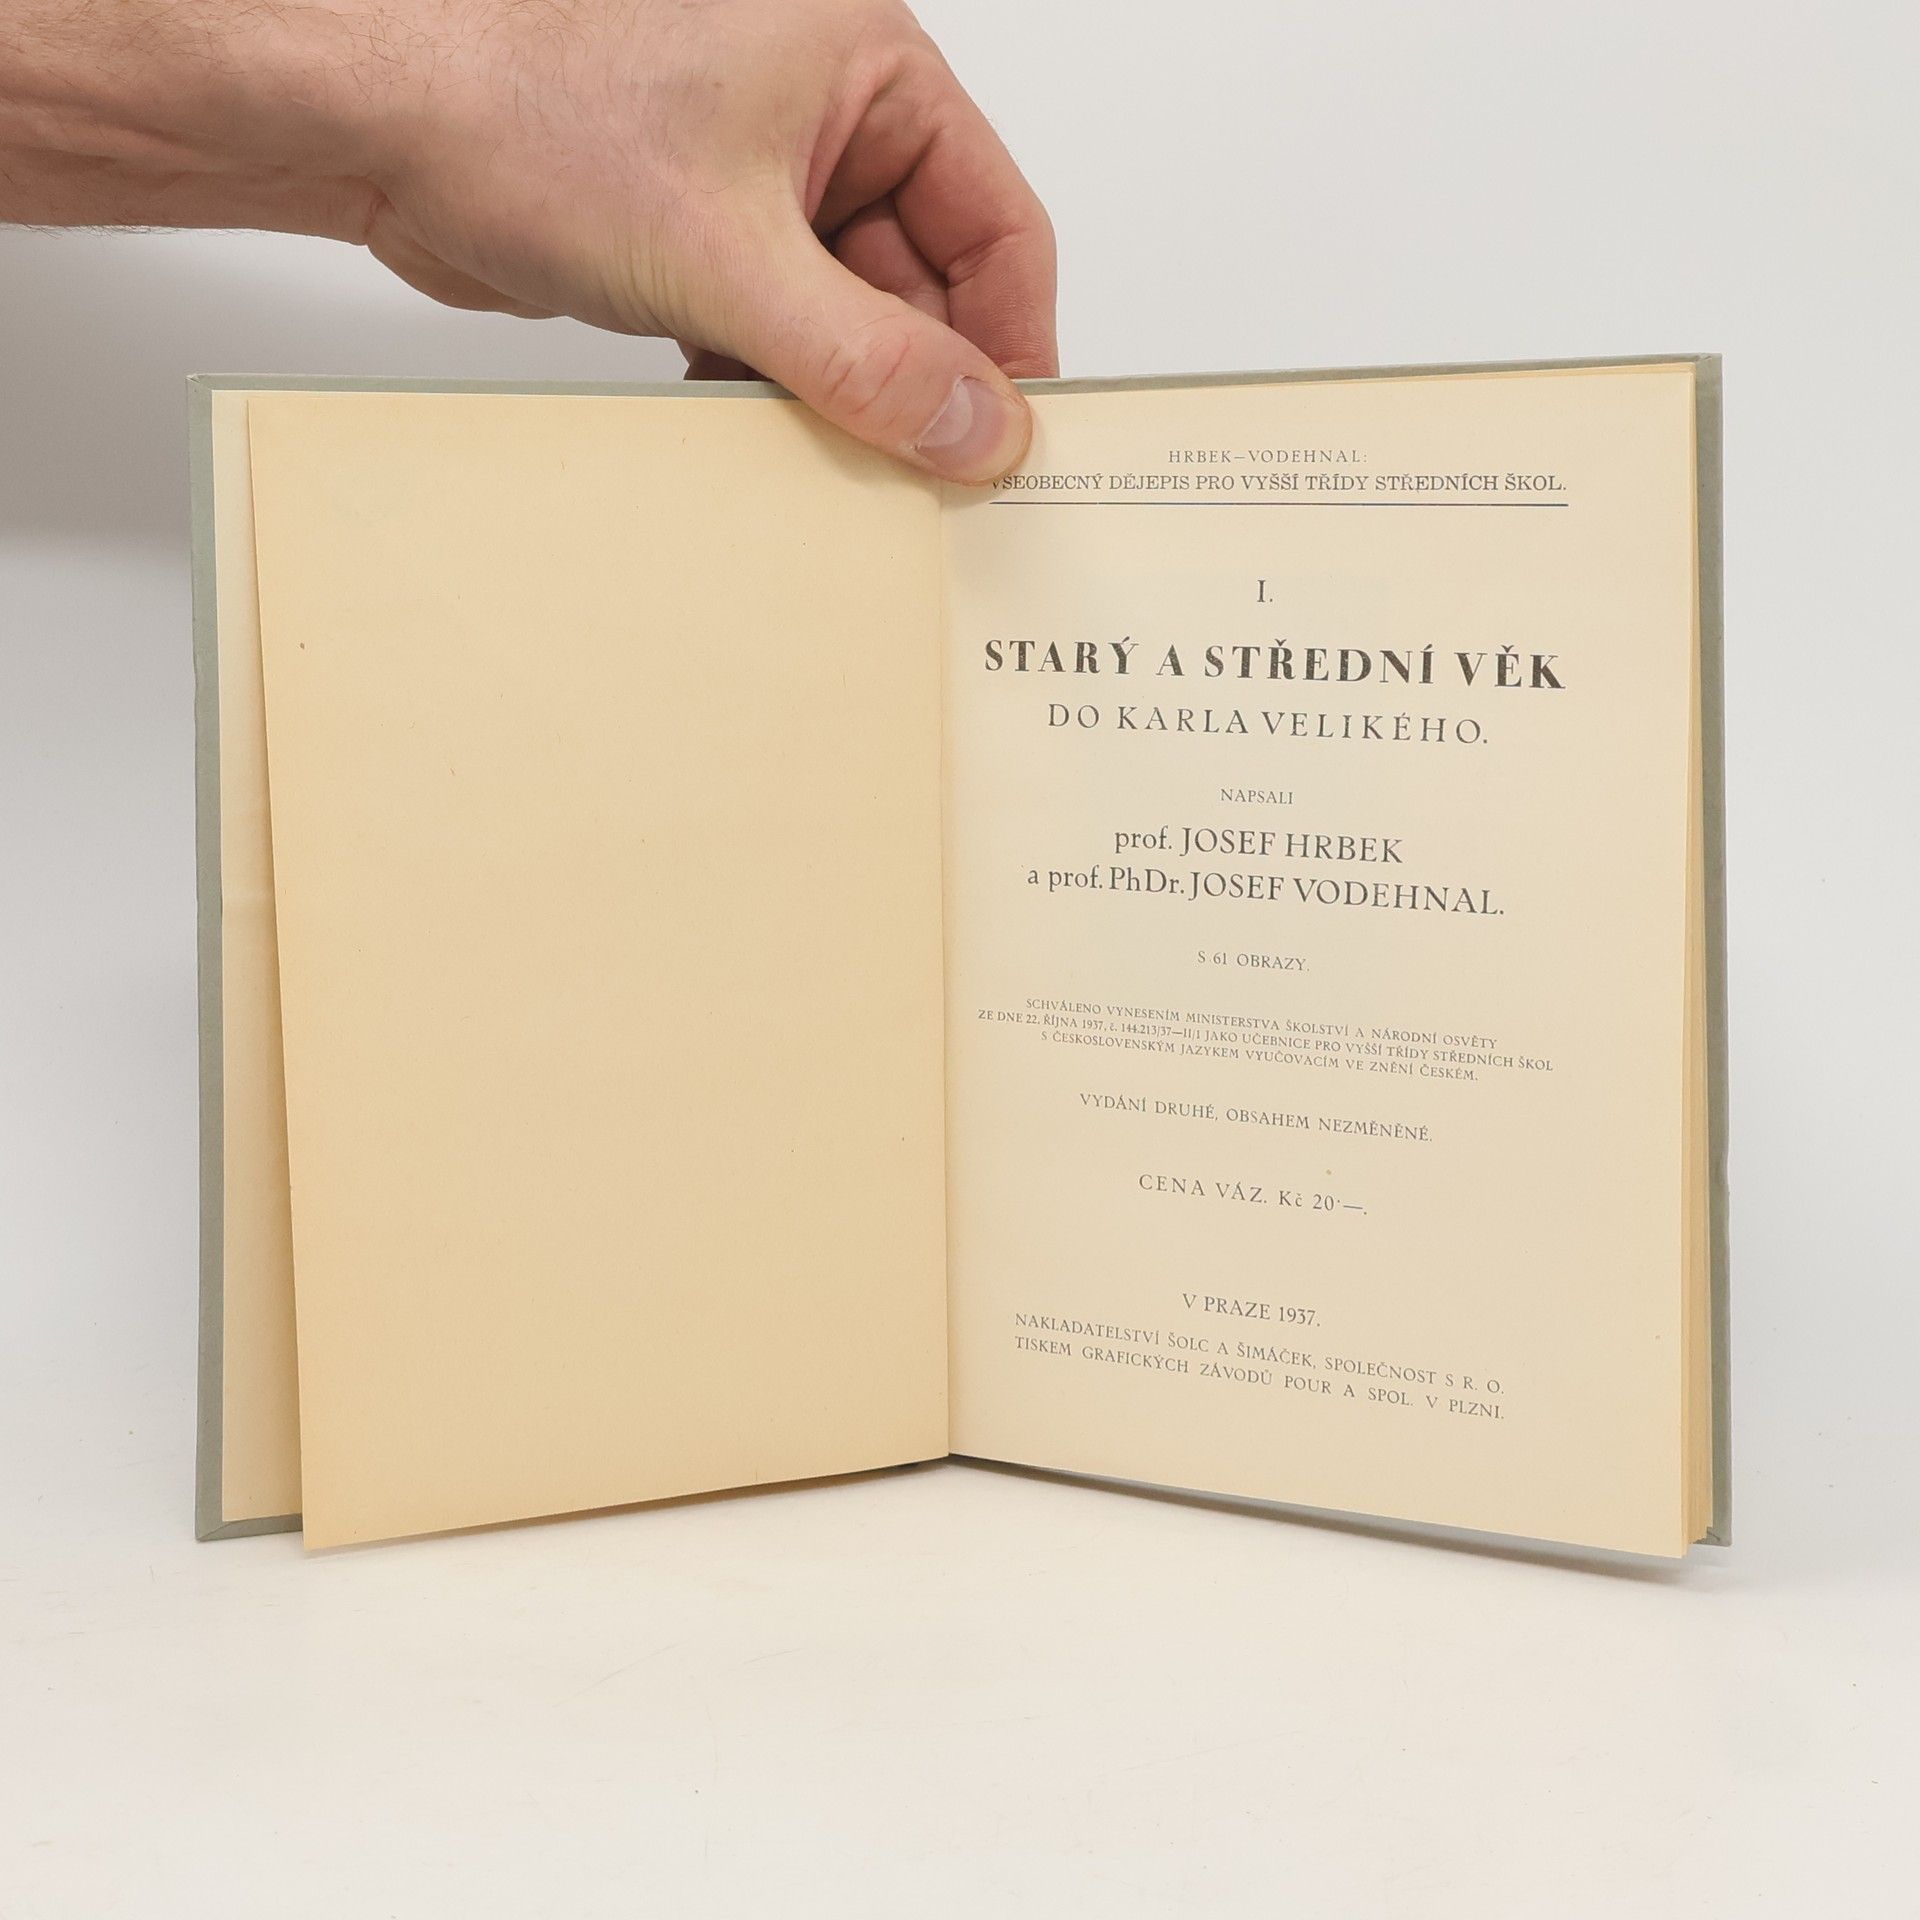 HRBEK–VODEHNAL:
VŠEOBECNÝ DĚJEPIS PRO VYŠŠÍ TŘÍDY STŘEDNÍCH ŠKOL.
I.
STARÝ A STŘEDNÍ VĚK
DO KARLA VELIKÉHO.
NAPSALI
prof. JOSEF HRBEK
a prof. PhDr. JOSEF VODEHNAL.
S 61 OBRAZY.
SCHVÁLENO VYNESENÍM MINISTERSTVA ŠKOLSTVÍ A NÁRODNÍ OSVĚTY
ZE DNE 22. ŘÍJNA 1937, č. 144.213/37—II/1 JAKO UČEBNICE PRO VYŠŠÍ TŘÍDY STŘEDNÍCH ŠKOL
S ČESKOSLOVENSKÝM JAZYKEM VYUČOVACÍM VE ZNĚNÍ ČESKÉM.
VYDÁNÍ DRUHÉ, OBSAHEM NEZMĚNĚNÉ.
CENA VÁZ. Kč 20·—.
V PRAZE 1937.
NAKLADATELSTVÍ ŠOLC A ŠIMÁČEK, SPOLEČNOST S R. O.
TISKEM GRAFICKÝCH ZÁVODŮ POUR A SPOL. V PLZNI.